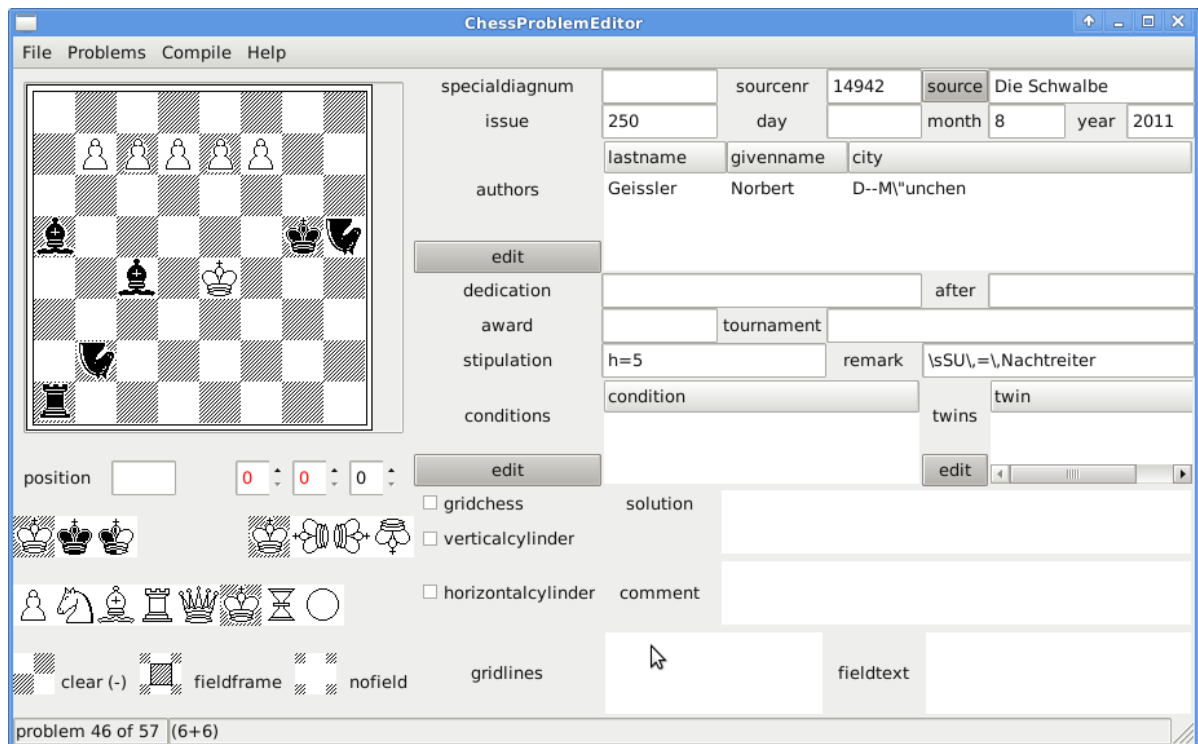 ChessProblemEditor
File Problems Compile Help
specialdiagnum sourcenr 14942 source Die Schwalbe
issue 250 day month 8 year 2011
lastname givenname city
authors Geissler Norbert D--M\"unchen
edit
dedication after
award tournament
stipulation h=5 remark \sSU\,=\,Nachtreiter
condition twin
conditions twins
position 0 0 0 edit edit
gridchess solution
verticalcylinder
horizontalcylinder comment
clear (-) fieldframe nofield gridlines fieldtext
problem 46 of 57 (6+6)